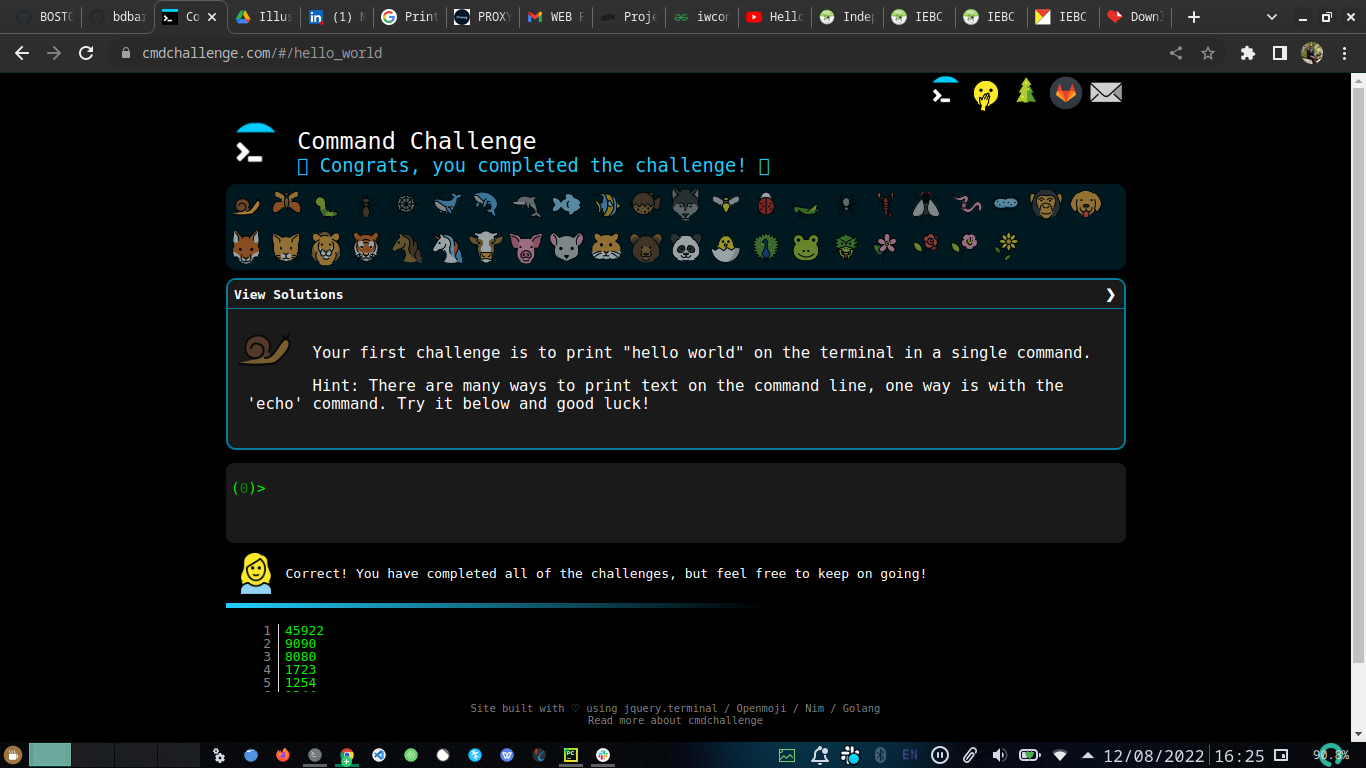 BOSTC
bdba
Co
Illus
(1) N
Print
PROXY
WEB P
Proje
iwcon
Hello
Indep
IEBC
IEBC
IEBC
Downl
cmdchallenge.com/#/hello_world
Command Challenge
Congrats, you completed the challenge!
View Solutions
Your first challenge is to print "hello world" on the terminal in a single command.
Hint: There are many ways to print text on the command line, one way is with the
'echo' command. Try it below and good luck!
(0)>
Correct! You have completed all of the challenges, but feel free to keep on going!
1 45922
2 9090
3 8080
4 1723
5 1254
Site built with ♡ using jquery.terminal / Openmoji / Nim / Golang
Read more about cmdchallenge
EN
12/08/2022
16:25
90.8%